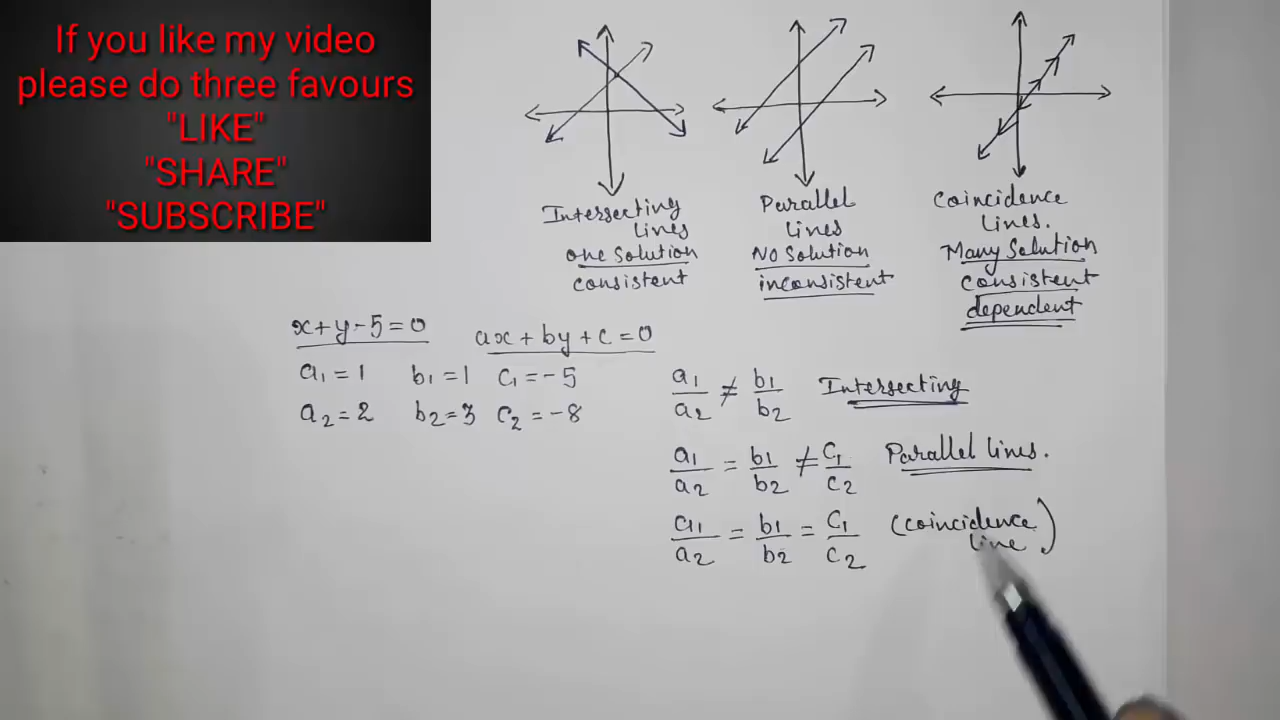 If you like my video
please do three favours
"LIKE"
"SHARE"
"SUBSCRIBE"
Intersecting
lines
one Solution
consistent
Parallel
lines
No Solution
inconsistent
Coincidence
lines.
Many Solution
consistent
dependent
x+y-5=0
ax+by+c=0
a1=1 b1=1 c1=-5
a2=2 b2=3 c2=-8
a1/a2 ≠ b1/b2 Intersecting
a1/a2 = b1/b2 ≠ c1/c2 Parallel lines.
a1/a2 = b1/b2 = c1/c2 (coincidence
line)